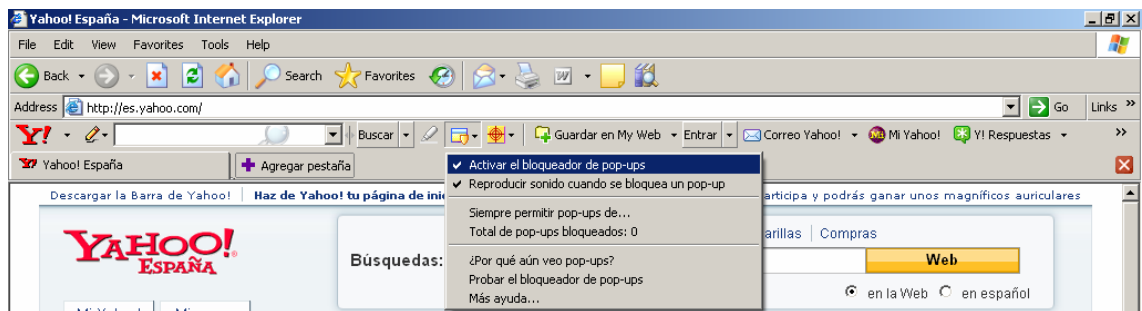 Yahoo! España - Microsoft Internet Explorer
File Edit View Favorites Tools Help
Back Search Favorites
Address http://es.yahoo.com/ Go Links »
Y! Buscar Guardar en My Web Entrar Correo Yahoo! Mi Yahoo! Y! Respuestas »
Yahoo! España Agregar pestaña
Activar el bloqueador de pop-ups
Reproducir sonido cuando se bloquea un pop-up
Siempre permitir pop-ups de...
Total de pop-ups bloqueados: 0
¿Por qué aún veo pop-ups?
Probar el bloqueador de pop-ups
Más ayuda...
Descargar la Barra de Yahoo! | Haz de Yahoo! tu página de ini articipa y podrás ganar unos magníficos auriculares
YAHOO!
ESPAÑA
arillas | Compras
Búsquedas: Web
en la Web en español